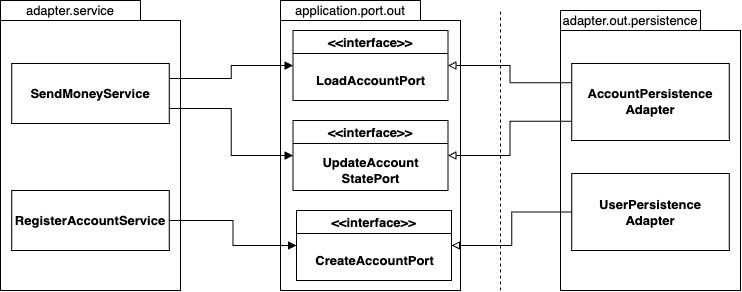 adapter.service
SendMoneyService
RegisterAccountService
application.port.out
<<interface>>
LoadAccountPort
<<interface>>
UpdateAccount
StatePort
<<interface>>
CreateAccountPort
adapter.out.persistence
AccountPersistence
Adapter
UserPersistence
Adapter